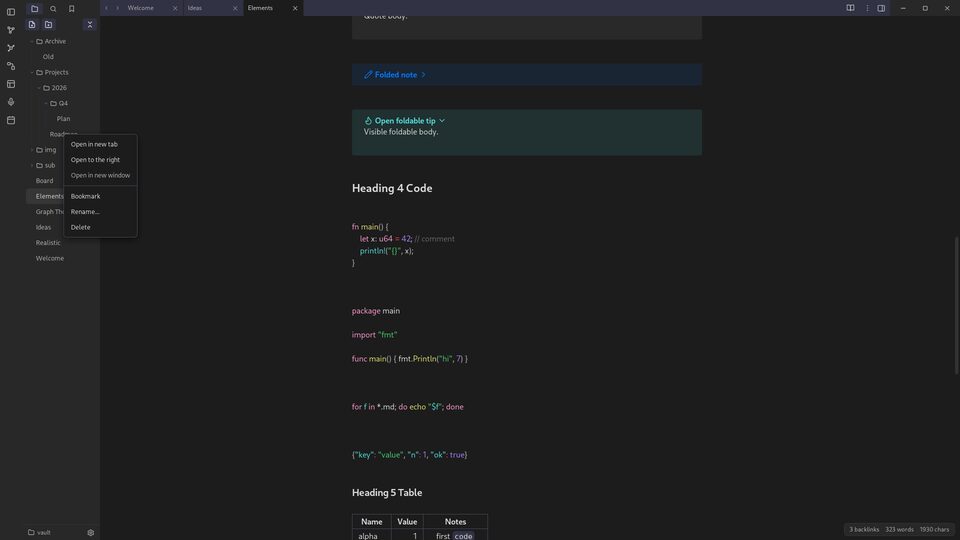 Welcome
Ideas
Elements
Archive
Old
Projects
2026
Q4
Plan
img
sub
Board
Elements
Graph
Ideas
Realistic
Welcome
Open in new tab
Open to the right
Open in new window
Bookmark
Rename...
Delete
Quote body.
Folded note
Open foldable tip
Visible foldable body.
Heading 4 Code
fn main() {
let x: u64 = 42; // comment
println!("{}", x);
}
package main
import "fmt"
func main() { fmt.Println("hi", 7) }
for f in *.md; do echo "$f"; done
{"key": "value", "n": 1, "ok": true}
Heading 5 Table
Name Value Notes
alpha 1 first code
vault
3 backlinks 323 words 1930 chars